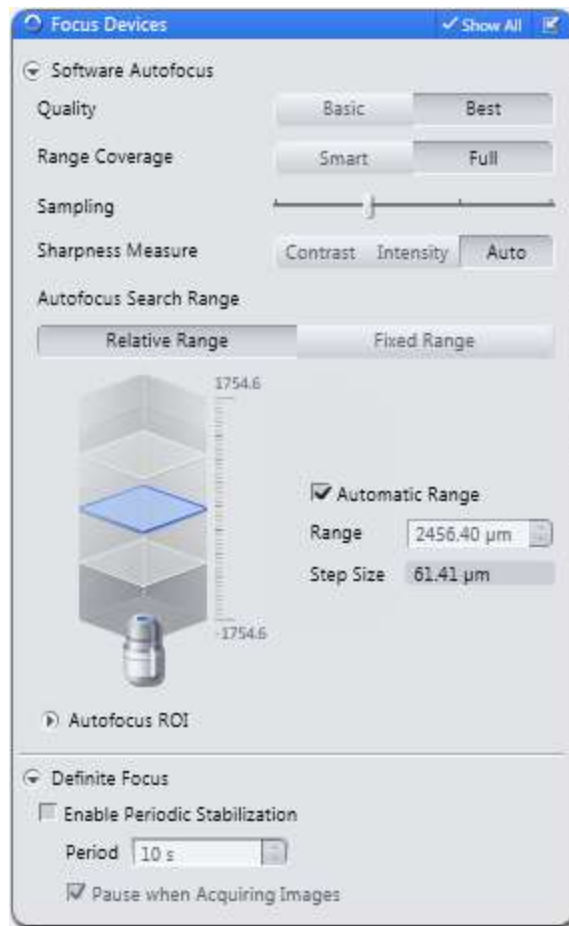 Focus Devices Show All
Software Autofocus
Quality Basic Best
Range Coverage Smart Full
Sampling
Sharpness Measure Contrast Intensity Auto
Autofocus Search Range
Relative Range Fixed Range
1754.6
Automatic Range
Range 2456.40 µm
Step Size 61.41 µm
-1754.6
Autofocus ROI
Definite Focus
Enable Periodic Stabilization
Period 10 s
Pause when Acquiring Images